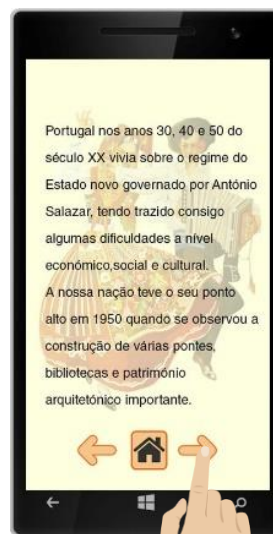 Portugal nos anos 30, 40 e 50 do
século XX vivia sobre o regime do
Estado novo governado por António
Salazar, tendo trazido consigo
algumas dificuldades a nível
económico,social e cultural.
A nossa nação teve o seu ponto
alto em 1950 quando se observou a
construção de várias pontes,
bibliotecas e património
arquitetónico importante.